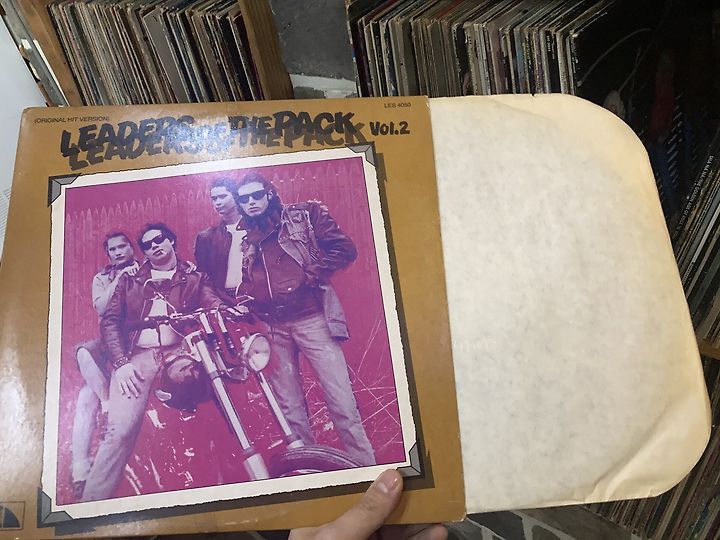 (ORIGINAL HIT VERSION)
LES 4050
LEADERS OF THE PACK Vol.2